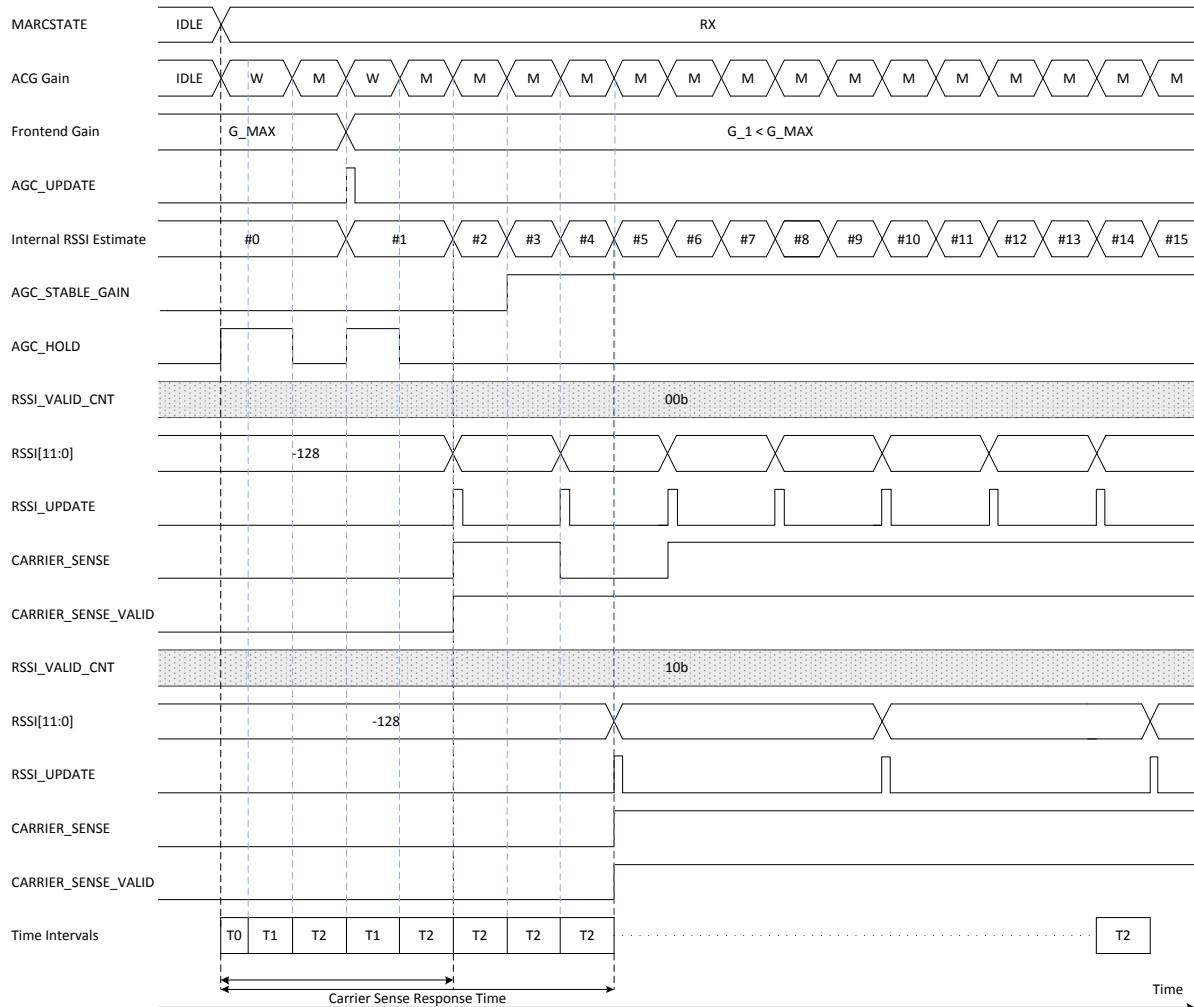 MARCSTATE IDLE RX
ACG Gain IDLE W M W M M M M M M M M M M M M M M
Frontend Gain G_MAX G_1 < G_MAX
AGC_UPDATE
Internal RSSI Estimate #0 #1 #2 #3 #4 #5 #6 #7 #8 #9 #10 #11 #12 #13 #14 #15
AGC_STABLE_GAIN
AGC_HOLD
RSSI_VALID_CNT 00b
RSSI[11:0] -128
RSSI_UPDATE
CARRIER_SENSE
CARRIER_SENSE_VALID
RSSI_VALID_CNT 10b
RSSI[11:0] -128
RSSI_UPDATE
CARRIER_SENSE
CARRIER_SENSE_VALID
Time Intervals T0 T1 T2 T1 T2 T2 T2 T2 T2
Time
Carrier Sense Response Time